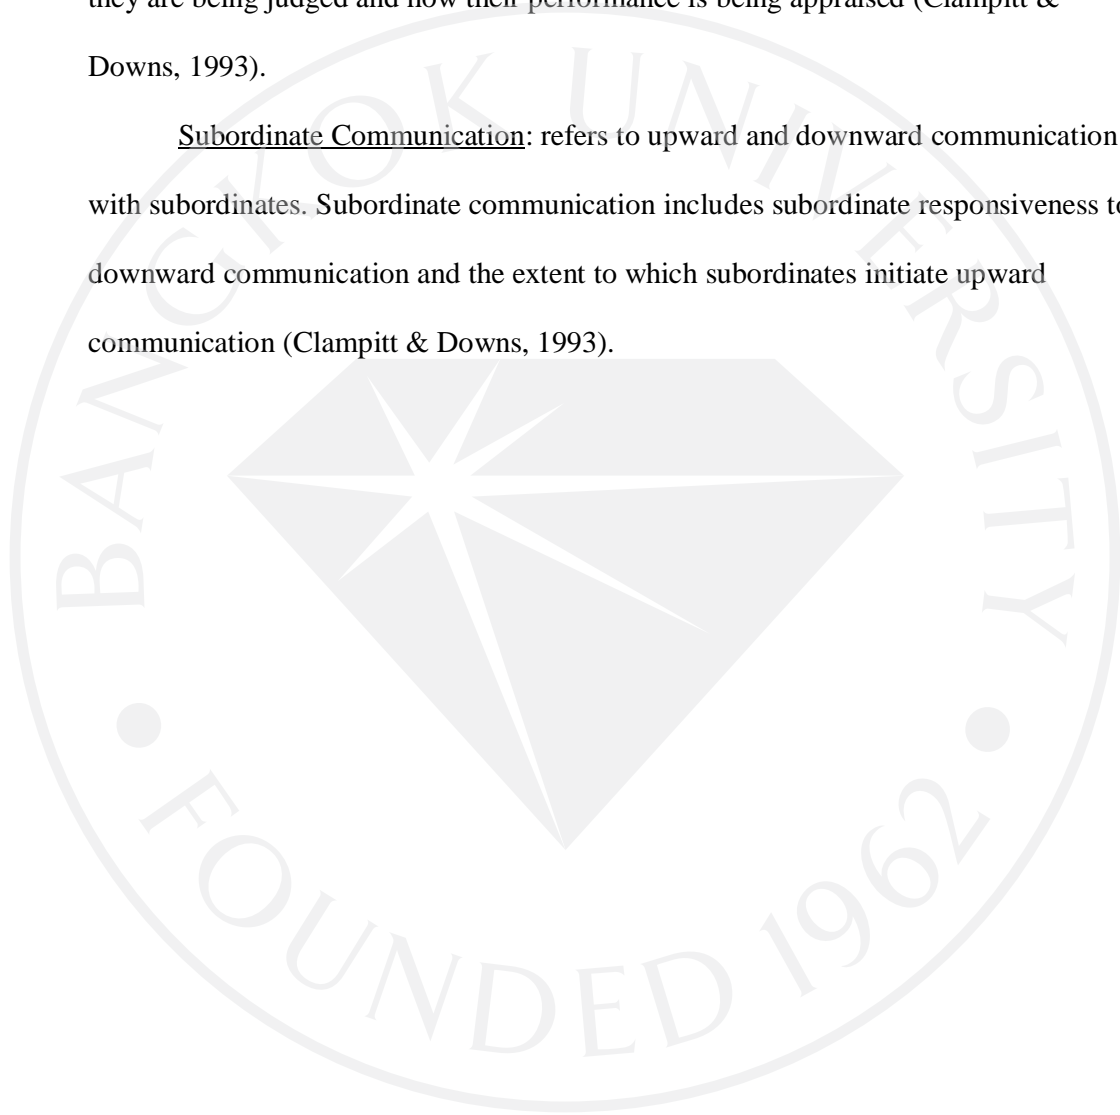 they are being judged and how their performance is being appraised (Clampitt &
Downs, 1993).
Subordinate Communication: refers to upward and downward communication
with subordinates. Subordinate communication includes subordinate responsiveness to
downward communication and the extent to which subordinates initiate upward
communication (Clampitt & Downs, 1993).
BANGKOK UNIVERSITY
FOUNDED 1962